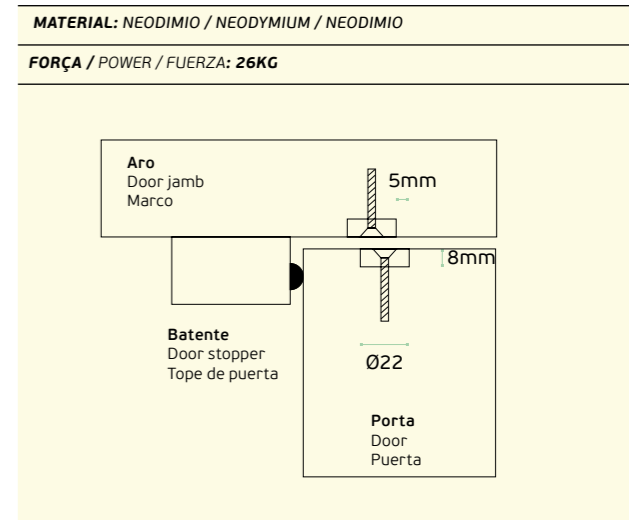 MATERIAL: NEODIMIO / NEODYMIUM / NEODIMIO
FORÇA / POWER / FUERZA: 26KG
Aro
Door jamb
Marco
5mm
8mm
Batente
Door stopper
Tope de puerta
Ø22
Porta
Door
Puerta